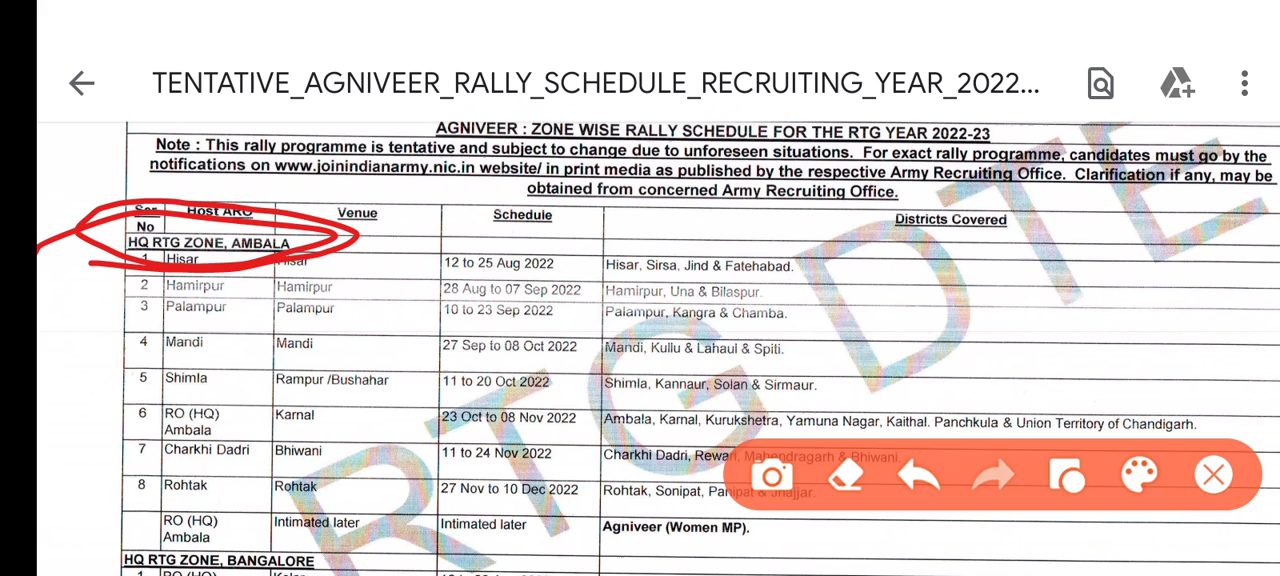 TENTATIVE_AGNIVEER_RALLY_SCHEDULE_RECRUITING_YEAR_2022...
AGNIVEER : ZONE WISE RALLY SCHEDULE FOR THE RTG YEAR 2022-23
Note : This rally programme is tentative and subject to change due to unforeseen situations. For exact rally programme, candidates must go by the
notifications on www.joinindianarmy.nic.in website/ in print media as published by the respective Army Recruiting Office. Clarification if any, may be
obtained from concerned Army Recruiting Office.
Ser No Host ARO Venue Schedule Districts Covered
HQ RTG ZONE, AMBALA
1 Hisar Hisar 12 to 25 Aug 2022 Hisar, Sirsa, Jind & Fatehabad.
2 Hamirpur Hamirpur 28 Aug to 07 Sep 2022 Hamirpur, Una & Bilaspur.
3 Palampur Palampur 10 to 23 Sep 2022 Palampur, Kangra & Chamba.
4 Mandi Mandi 27 Sep to 08 Oct 2022 Mandi, Kullu & Lahaul & Spiti.
5 Shimla Rampur /Bushahar 11 to 20 Oct 2022 Shimla, Kannaur, Solan & Sirmaur.
6 RO (HQ) Ambala Karnal 23 Oct to 08 Nov 2022 Ambala, Karnal, Kurukshetra, Yamuna Nagar, Kaithal. Panchkula & Union Territory of Chandigarh.
7 Charkhi Dadri Bhiwani 11 to 24 Nov 2022 Charkhi Dadri, Rewari, Mahendragarh & Bhiwani.
8 Rohtak Rohtak 27 Nov to 10 Dec 2022 Rohtak, Sonipat, Panipat & Jhajjar.
RO (HQ) Ambala Intimated later Intimated later Agniveer (Women MP).
HQ RTG ZONE, BANGALORE
RTG DTE